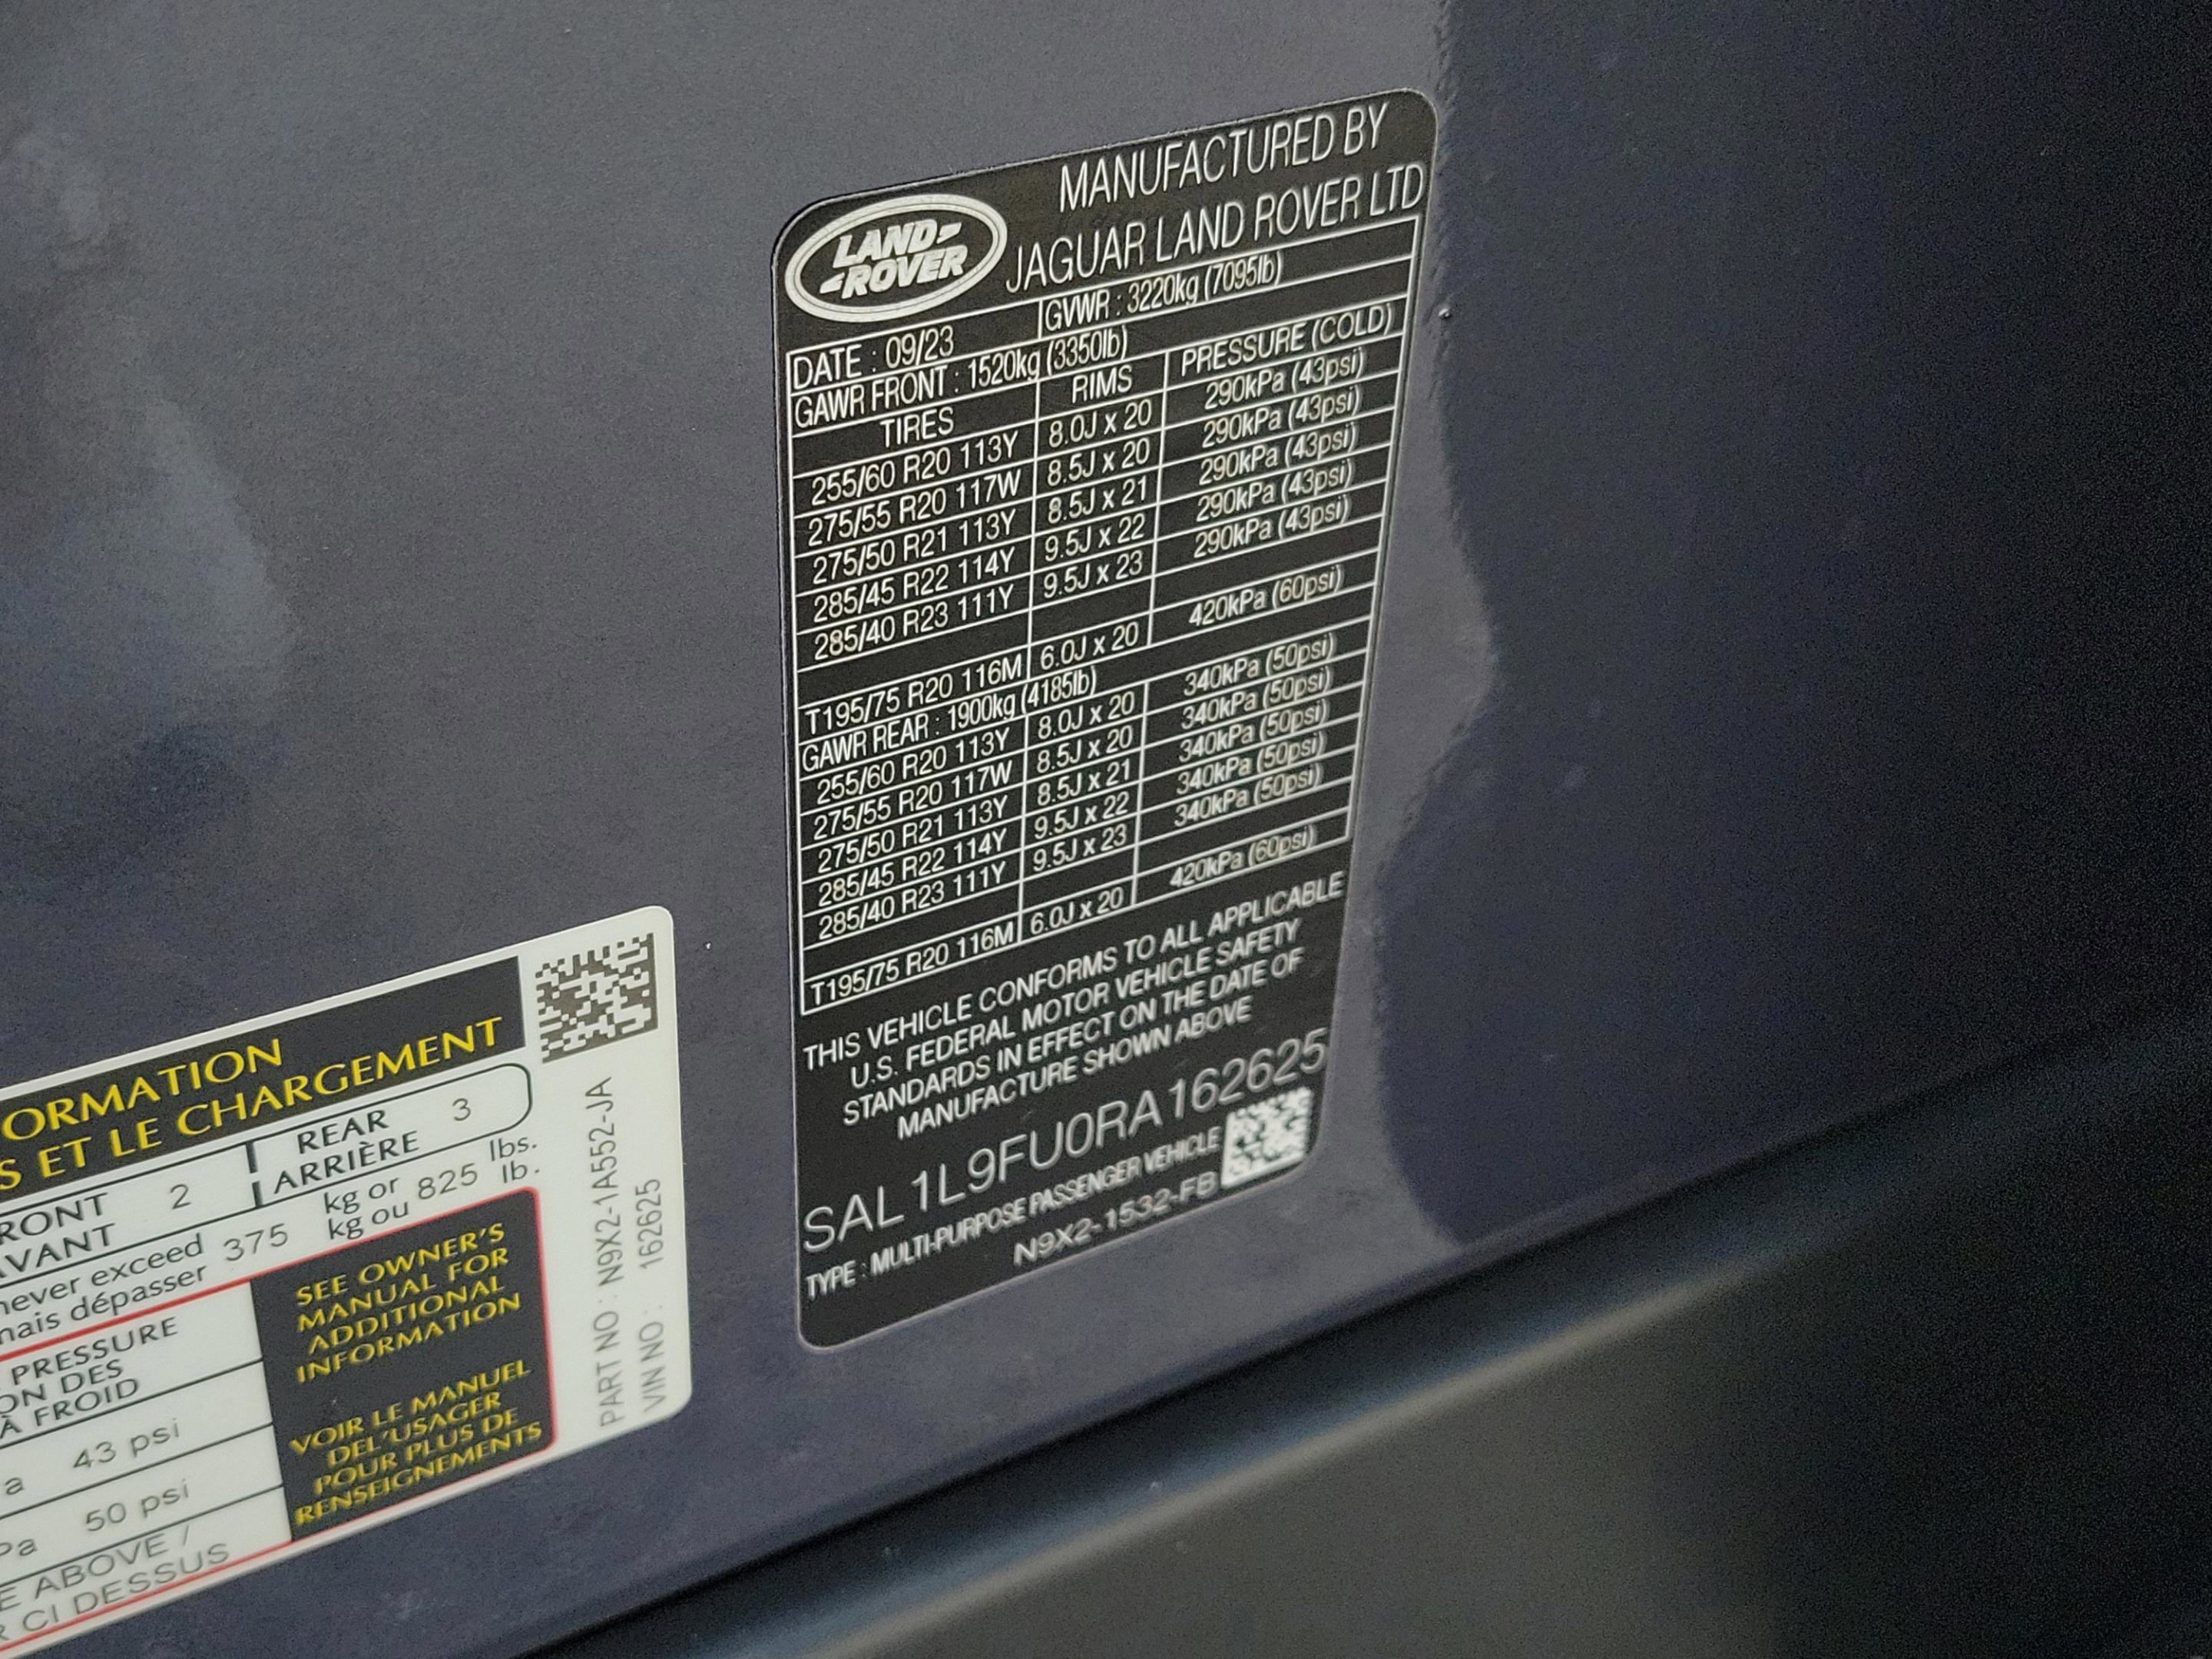 LAND-
-ROVER
MANUFACTURED BY
JAGUAR LAND ROVER LTD
DATE : 09/23 GVWR : 3220kg (7095lb)
GAWR FRONT : 1520kg (3350lb)
TIRES RIMS PRESSURE (COLD)
255/60 R20 113Y 8.0J x 20 290kPa (43psi)
275/55 R20 117W 8.5J x 20 290kPa (43psi)
275/50 R21 113Y 8.5J x 21 290kPa (43psi)
285/45 R22 114Y 9.5J x 22 290kPa (43psi)
285/40 R23 111Y 9.5J x 23 290kPa (43psi)
T195/75 R20 116M 6.0J x 20 420kPa (60psi)
GAWR REAR : 1900kg (4185lb)
255/60 R20 113Y 8.0J x 20 340kPa (50psi)
275/55 R20 117W 8.5J x 20 340kPa (50psi)
275/50 R21 113Y 8.5J x 21 340kPa (50psi)
285/45 R22 114Y 9.5J x 22 340kPa (50psi)
285/40 R23 111Y 9.5J x 23 340kPa (50psi)
T195/75 R20 116M 6.0J x 20 420kPa (60psi)
THIS VEHICLE CONFORMS TO ALL APPLICABLE
U.S. FEDERAL MOTOR VEHICLE SAFETY
STANDARDS IN EFFECT ON THE DATE OF
MANUFACTURE SHOWN ABOVE
SAL1L9FU0RA162625
TYPE : MULTI-PURPOSE PASSENGER VEHICLE
N9X2-1532-FB
ORMATION
S ET LE CHARGEMENT
RONT 2 REAR 3
AVANT ARRIÈRE
never exceed 375 kg or 825 lbs.
mais dépasser kg ou lb.
PRESSURE
ON DES
À FROID
a 43 psi
Pa 50 psi
E ABOVE /
R CI DESSUS
SEE OWNER'S
MANUAL FOR
ADDITIONAL
INFORMATION
VOIR LE MANUEL
DEL'USAGER
POUR PLUS DE
RENSEIGNEMENTS
PART NO : N9X2-1A552-JA
VIN NO : 162625